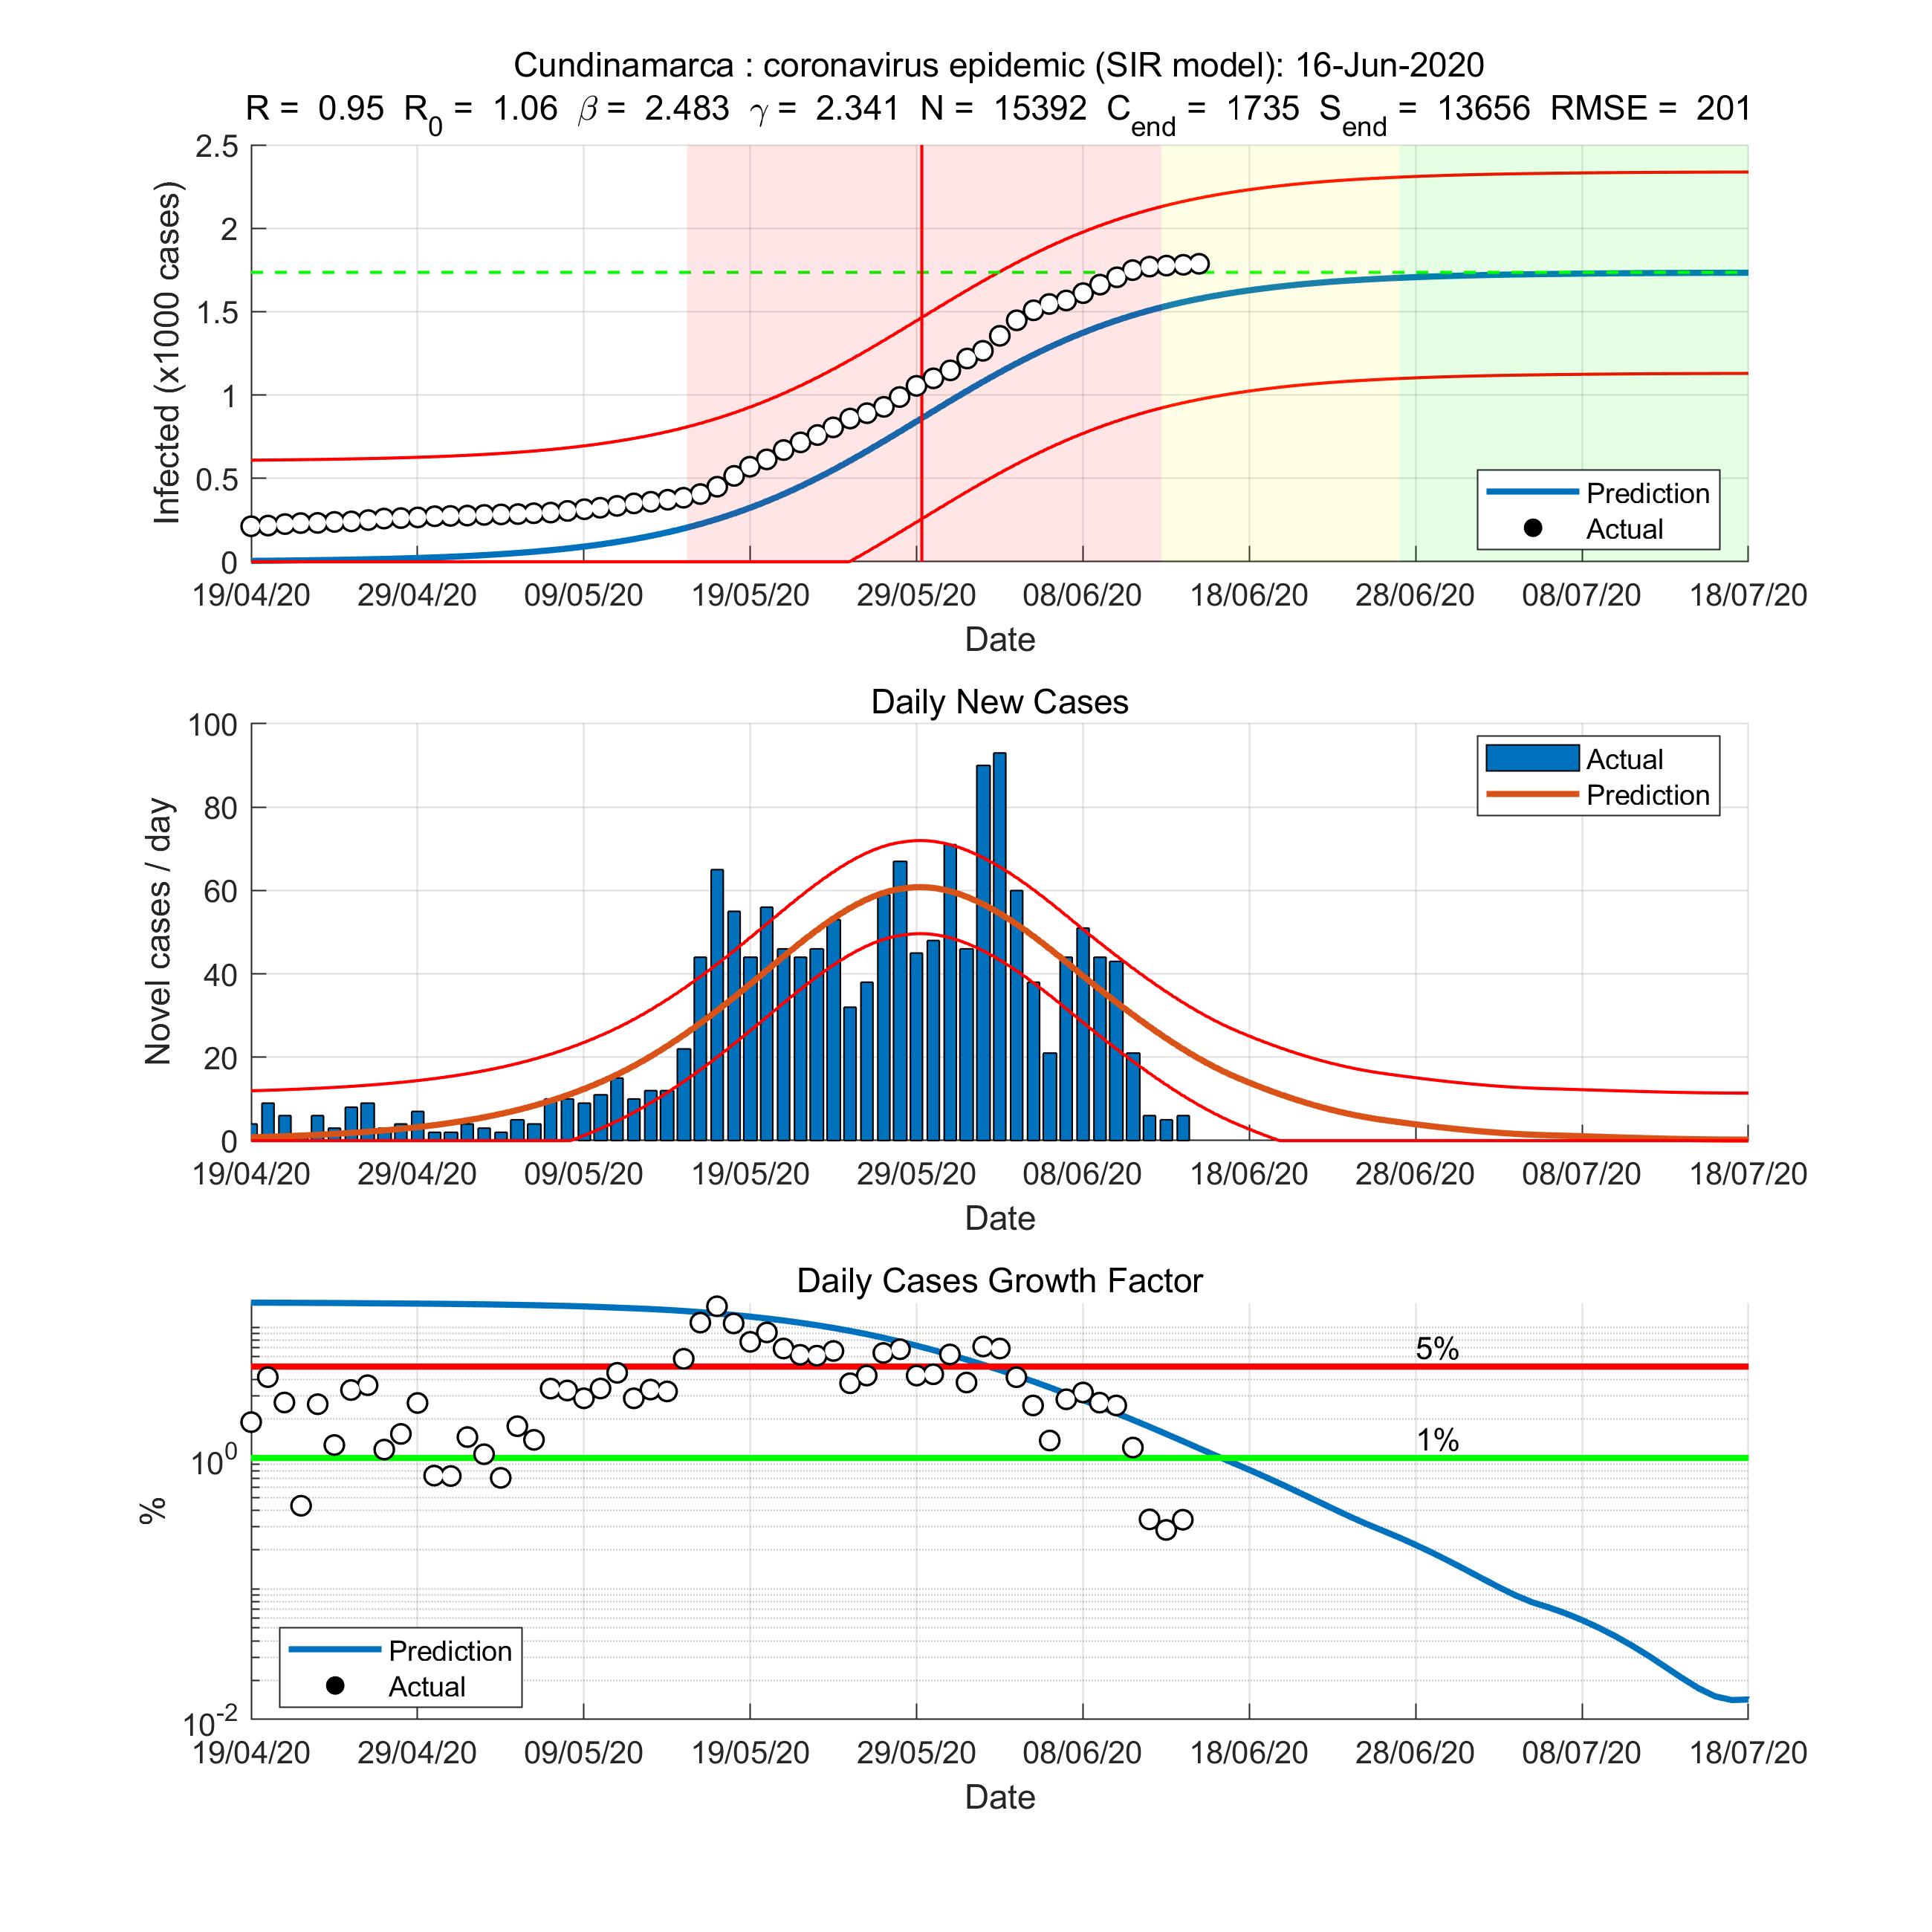 Cundinamarca : coronavirus epidemic (SIR model): 16-Jun-2020
R = 0.95 R0 = 1.06 β = 2.483 γ = 2.341 N = 15392 Cend = 1735 Send = 13656 RMSE = 201
Infected (x1000 cases)
2.5
2
1.5
1
0.5
0
Prediction
Actual
19/04/20 29/04/20 09/05/20 19/05/20 29/05/20 08/06/20 18/06/20 28/06/20 08/07/20 18/07/20
Date
Daily New Cases
Novel cases / day
100
80
60
40
20
0
Actual
Prediction
19/04/20 29/04/20 09/05/20 19/05/20 29/05/20 08/06/20 18/06/20 28/06/20 08/07/20 18/07/20
Date
Daily Cases Growth Factor
%
5%
1%
10^0
Prediction
Actual
10^-2
19/04/20 29/04/20 09/05/20 19/05/20 29/05/20 08/06/20 18/06/20 28/06/20 08/07/20 18/07/20
Date